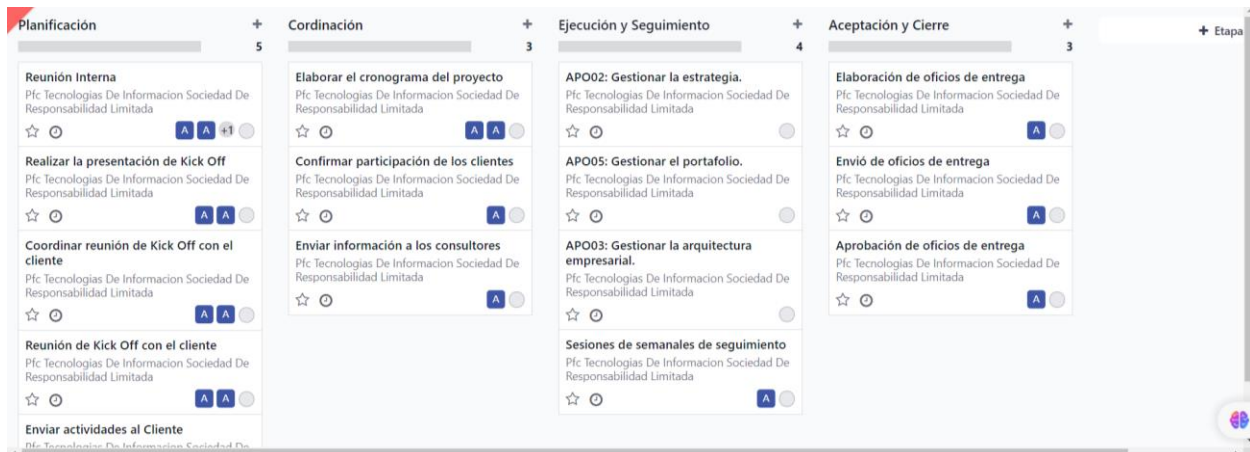 Planificación
5
Reunión Interna
Pfc Tecnologias De Informacion Sociedad De
Responsabilidad Limitada
A A +1
Realizar la presentación de Kick Off
Pfc Tecnologias De Informacion Sociedad De
Responsabilidad Limitada
A A
Coordinar reunión de Kick Off con el
cliente
Pfc Tecnologias De Informacion Sociedad De
Responsabilidad Limitada
A A
Reunión de Kick Off con el cliente
Pfc Tecnologias De Informacion Sociedad De
Responsabilidad Limitada
A A
Enviar actividades al Cliente
Pfc Tecnologias De Informacion Sociedad De
Cordinación
3
Elaborar el cronograma del proyecto
Pfc Tecnologias De Informacion Sociedad De
Responsabilidad Limitada
A A
Confirmar participación de los clientes
Pfc Tecnologias De Informacion Sociedad De
Responsabilidad Limitada
A
Enviar información a los consultores
Pfc Tecnologias De Informacion Sociedad De
Responsabilidad Limitada
A
Ejecución y Seguimiento
4
APO02: Gestionar la estrategia.
Pfc Tecnologias De Informacion Sociedad De
Responsabilidad Limitada
APO05: Gestionar el portafolio.
Pfc Tecnologias De Informacion Sociedad De
Responsabilidad Limitada
APO03: Gestionar la arquitectura
empresarial.
Pfc Tecnologias De Informacion Sociedad De
Responsabilidad Limitada
Sesiones de semanales de seguimiento
Pfc Tecnologias De Informacion Sociedad De
Responsabilidad Limitada
A
Aceptación y Cierre
3
Elaboración de oficios de entrega
Pfc Tecnologias De Informacion Sociedad De
Responsabilidad Limitada
A
Envió de oficios de entrega
Pfc Tecnologias De Informacion Sociedad De
Responsabilidad Limitada
A
Aprobación de oficios de entrega
Pfc Tecnologias De Informacion Sociedad De
Responsabilidad Limitada
A
+ Etapa